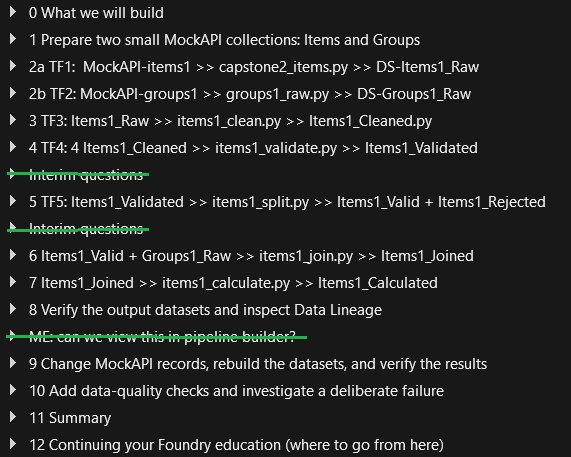 0 What we will build
1 Prepare two small MockAPI collections: Items and Groups
2a TF1:  MockAPI-items1 >> capstone2_items.py >> DS-Items1_Raw
2b TF2: MockAPI-groups1 >> groups1_raw.py >> DS-Groups1_Raw
3 TF3: Items1_Raw >> items1_clean.py >> Items1_Cleaned.py
4 TF4: 4 Items1_Cleaned >> items1_validate.py >> Items1_Validated
Interim questions
5 TF5: Items1_Validated >> items1_split.py >> Items1_Valid + Items1_Rejected
Interim questions
6 Items1_Valid + Groups1_Raw >> items1_join.py >> Items1_Joined
7 Items1_Joined >> items1_calculate.py >> Items1_Calculated
8 Verify the output datasets and inspect Data Lineage
ME: can we view this in pipeline builder?
9 Change MockAPI records, rebuild the datasets, and verify the results
10 Add data-quality checks and investigate a deliberate failure
11 Summary
12 Continuing your Foundry education (where to go from here)